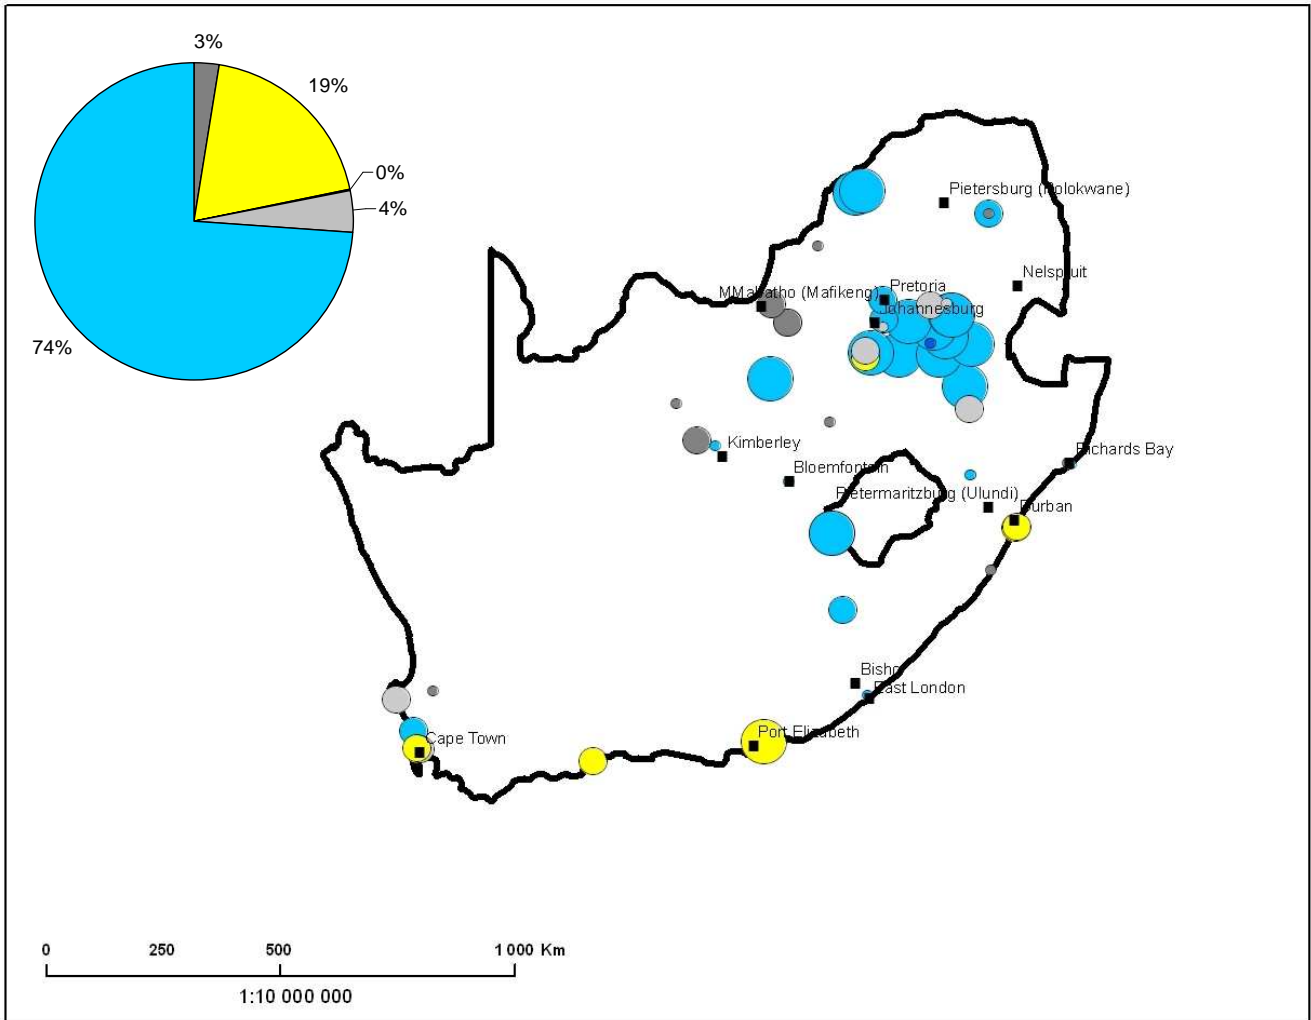 3%
19%
0%
4%
74%
Pietersburg (Polokwane)
Nelspruit
MMabatho (Mafikeng)
Pretoria
Johannesburg
Kimberley
Bloemfontein
Richards Bay
Pietermaritzburg (Ulundi)
Durban
Bisho
East London
Port Elizabeth
Cape Town
0 250 500 1 000 Km
1:10 000 000